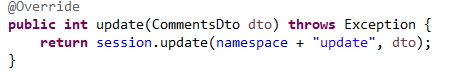 @Override
public int update(CommentsDto dto) throws Exception {
    return session.update(namespace + "update", dto);
}